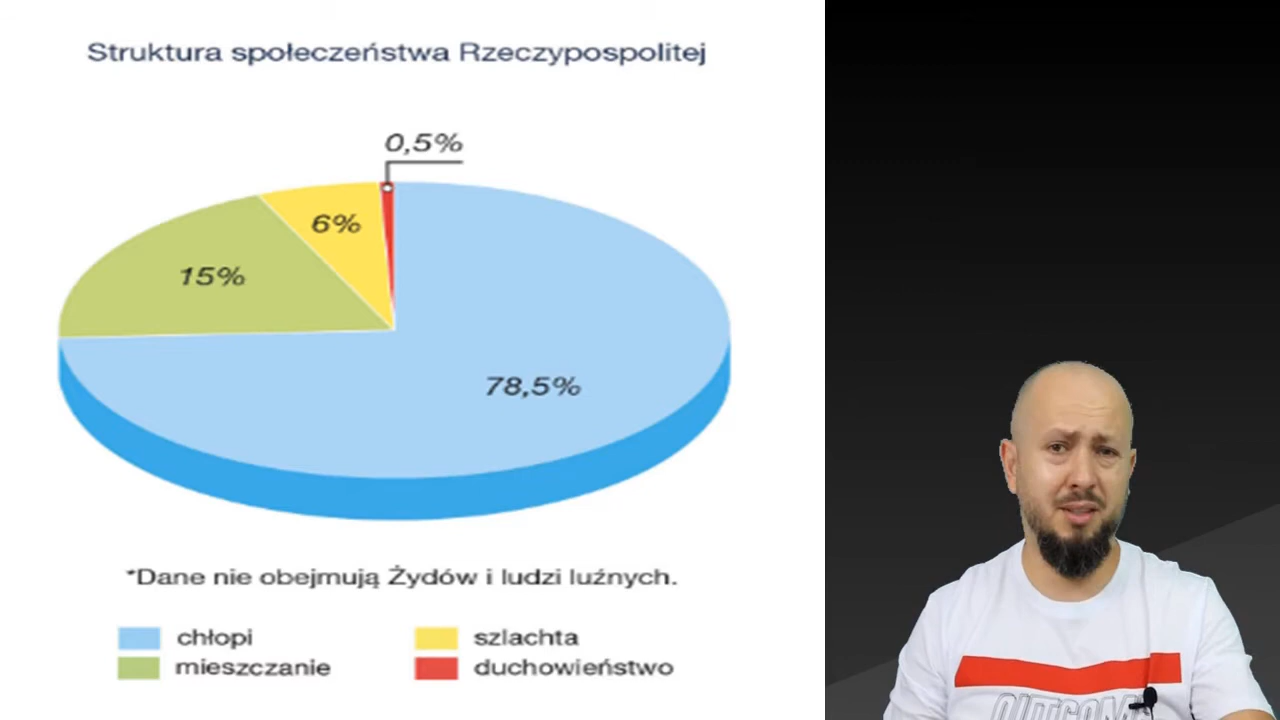 Struktura społeczeństwa Rzeczypospolitej
0,5%
6%
15%
78,5%
*Dane nie obejmują Żydów i ludzi luźnych.
chłopi
szlachta
mieszczanie
duchowieństwo